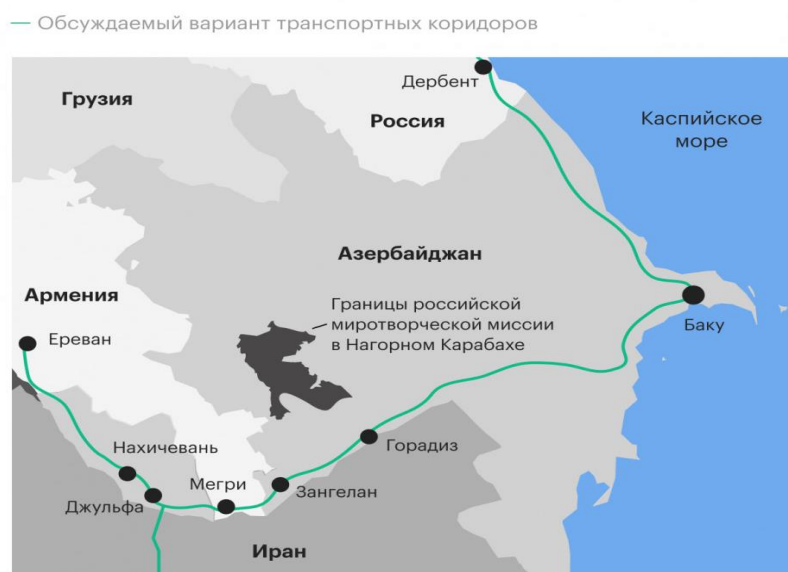 Обсуждаемый вариант транспортных коридоров
Дербент
Грузия
Россия
Каспийское
море
Азербайджан
Армения
Границы российской
миротворческой миссии
в Нагорном Карабахе
Баку
Ереван
Нахичевань
Горадиз
Мегри
Зангелан
Джульфа
Иран